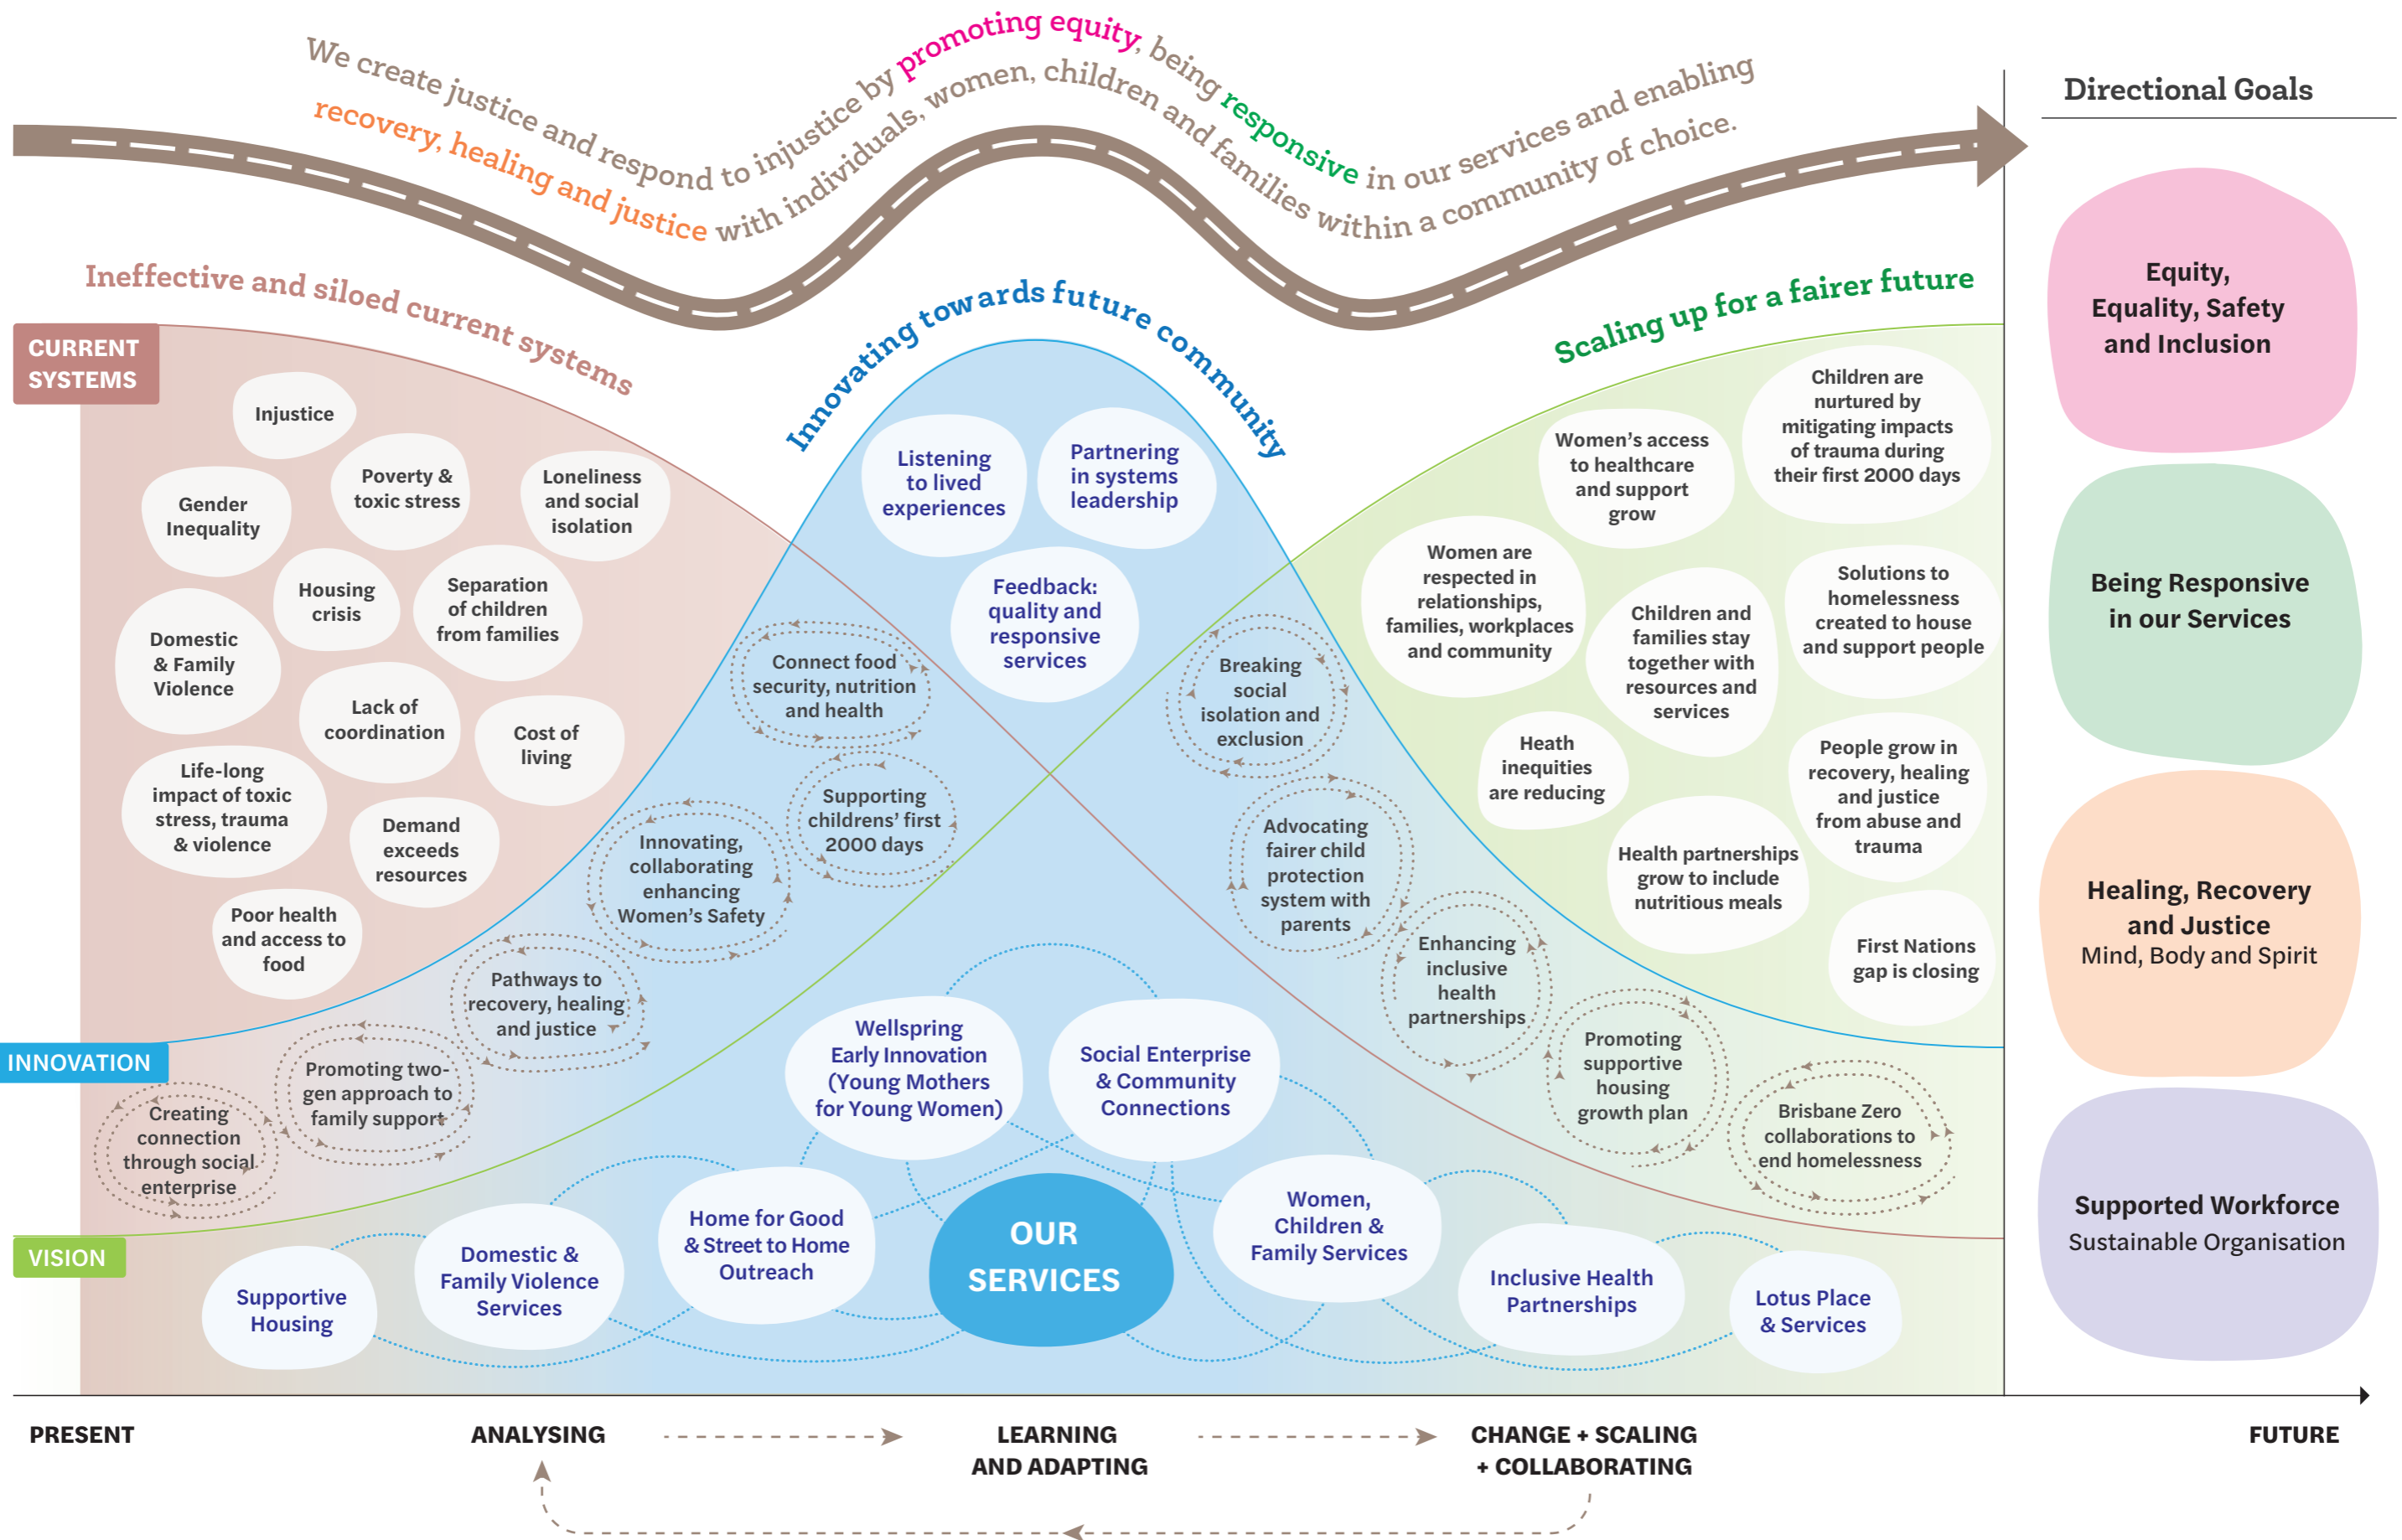 We create justice and respond to injustice by promoting equity, being responsive in our services and enabling
recovery, healing and justice with individuals, women, children and families within a community of choice.
Directional Goals
Equity,
Equality, Safety
and Inclusion
Being Responsive
in our Services
Healing, Recovery
and Justice
Mind, Body and Spirit
Supported Workforce
Sustainable Organisation
Ineffective and siloed current systems
Innovating towards future community
Scaling up for a fairer future
CURRENT
SYSTEMS
Injustice
Gender
Inequality
Poverty &
toxic stress
Loneliness
and social
isolation
Housing
crisis
Separation
of children
from families
Domestic
& Family
Violence
Lack of
coordination
Cost of
living
Life-long
impact of toxic
stress, trauma
& violence
Demand
exceeds
resources
Poor health
and access to
food
Listening
to lived
experiences
Partnering
in systems
leadership
Feedback:
quality and
responsive
services
Women's access
to healthcare
and support
grow
Children are
nurtured by
mitigating impacts
of trauma during
their first 2000 days
Women are
respected in
relationships,
families, workplaces
and community
Children and
families stay
together with
resources and
services
Solutions to
homelessness
created to house
and support people
Heath
inequities
are reducing
People grow in
recovery, healing
and justice
from abuse and
trauma
Health partnerships
grow to include
nutritious meals
First Nations
gap is closing
INNOVATION
Creating
connection
through social
enterprise
Promoting two-
gen approach to
family support
Pathways to
recovery, healing
and justice
Innovating,
collaborating
enhancing
Women's Safety
Supporting
childrens' first
2000 days
Connect food
security, nutrition
and health
Breaking
social
isolation and
exclusion
Advocating
fairer child
protection
system with
parents
Enhancing
inclusive
health
partnerships
Promoting
supportive
housing
growth plan
Brisbane Zero
collaborations to
end homelessness
VISION
Supportive
Housing
Domestic &
Family Violence
Services
Home for Good
& Street to Home
Outreach
Wellspring
Early Innovation
(Young Mothers
for Young Women)
Social Enterprise
& Community
Connections
OUR
SERVICES
Women,
Children &
Family Services
Inclusive Health
Partnerships
Lotus Place
& Services
PRESENT
ANALYSING
LEARNING
AND ADAPTING
CHANGE + SCALING
+ COLLABORATING
FUTURE